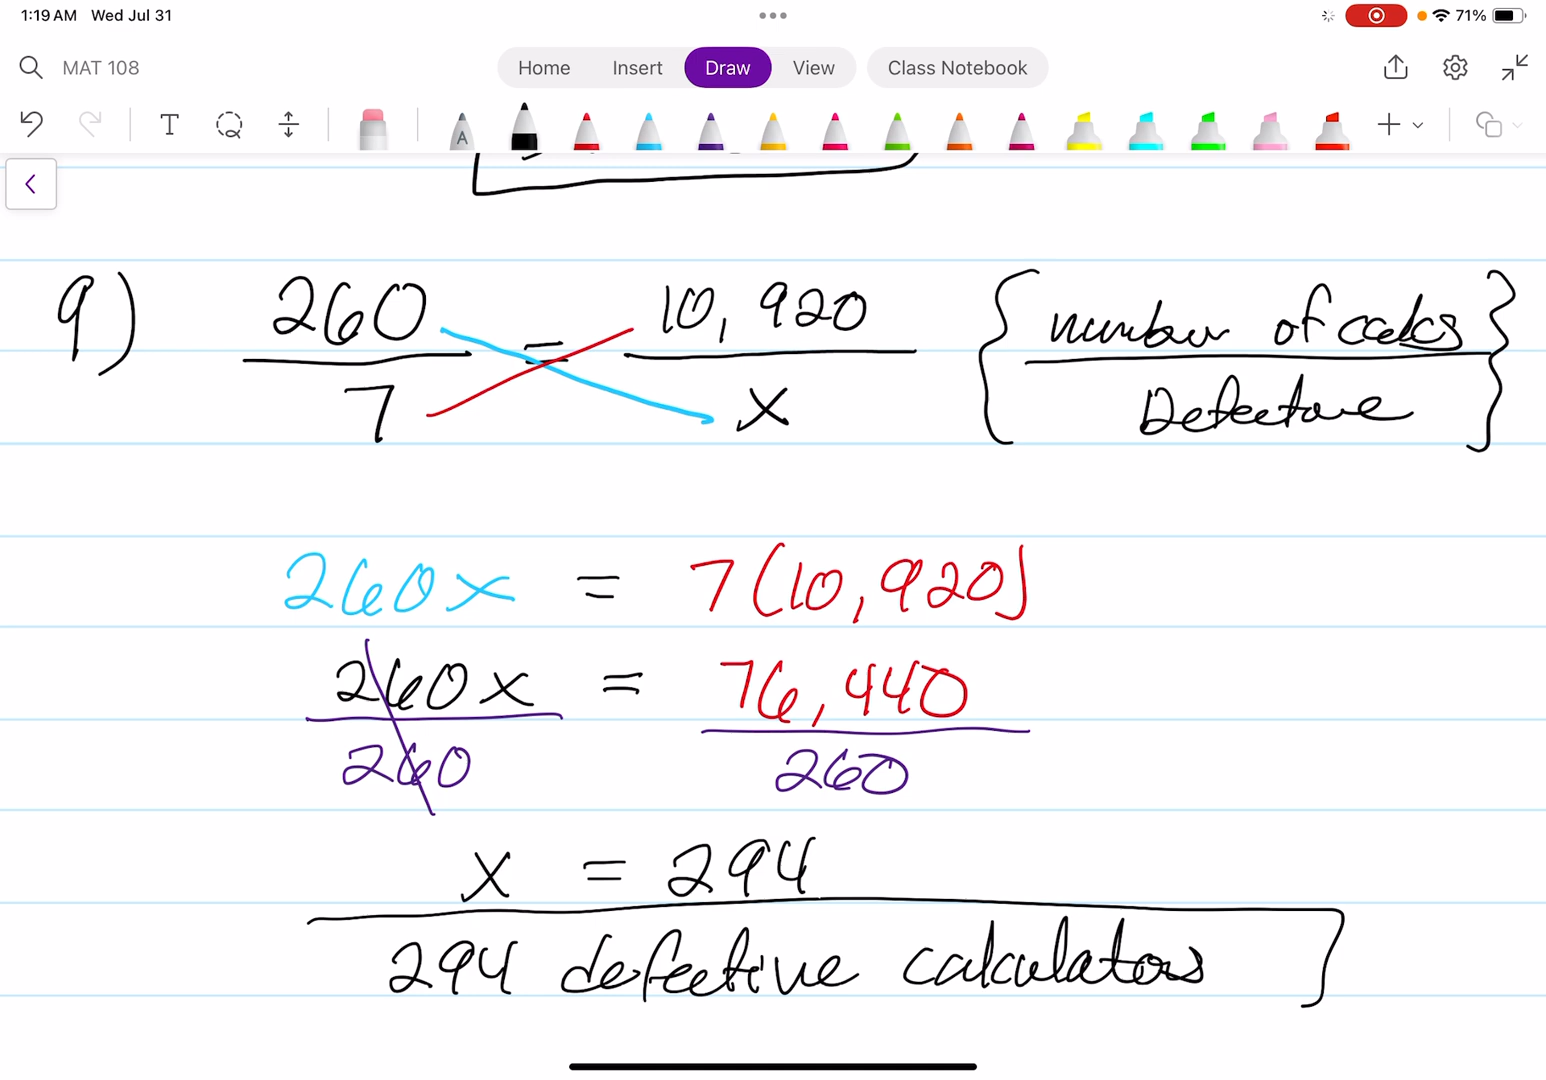 1:19 AM Wed Jul 31
71%
MAT 108
Home Insert Draw View Class Notebook
T A
9) 260 / 7 = 10,920 / x { number of calcs / Defective }
260x = 7(10,920)
260x = 76,440
260 260
x = 294
294 defective calculators